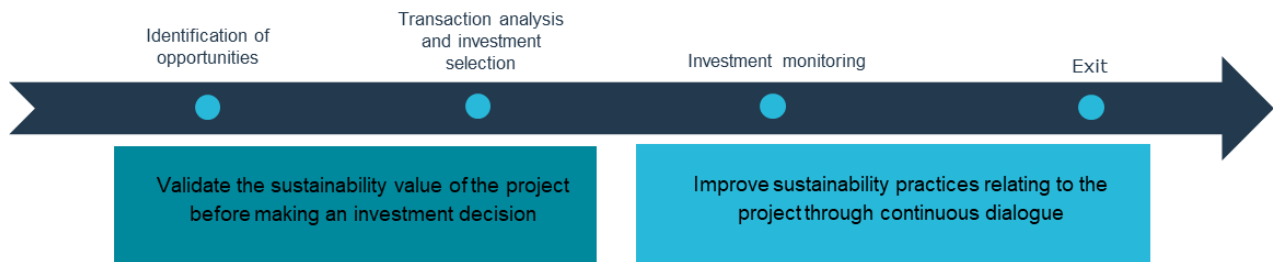 Identification of
opportunities
Transaction analysis
and investment
selection
Investment monitoring
Exit
Validate the sustainability value of the project
before making an investment decision
Improve sustainability practices relating to the
project through continuous dialogue